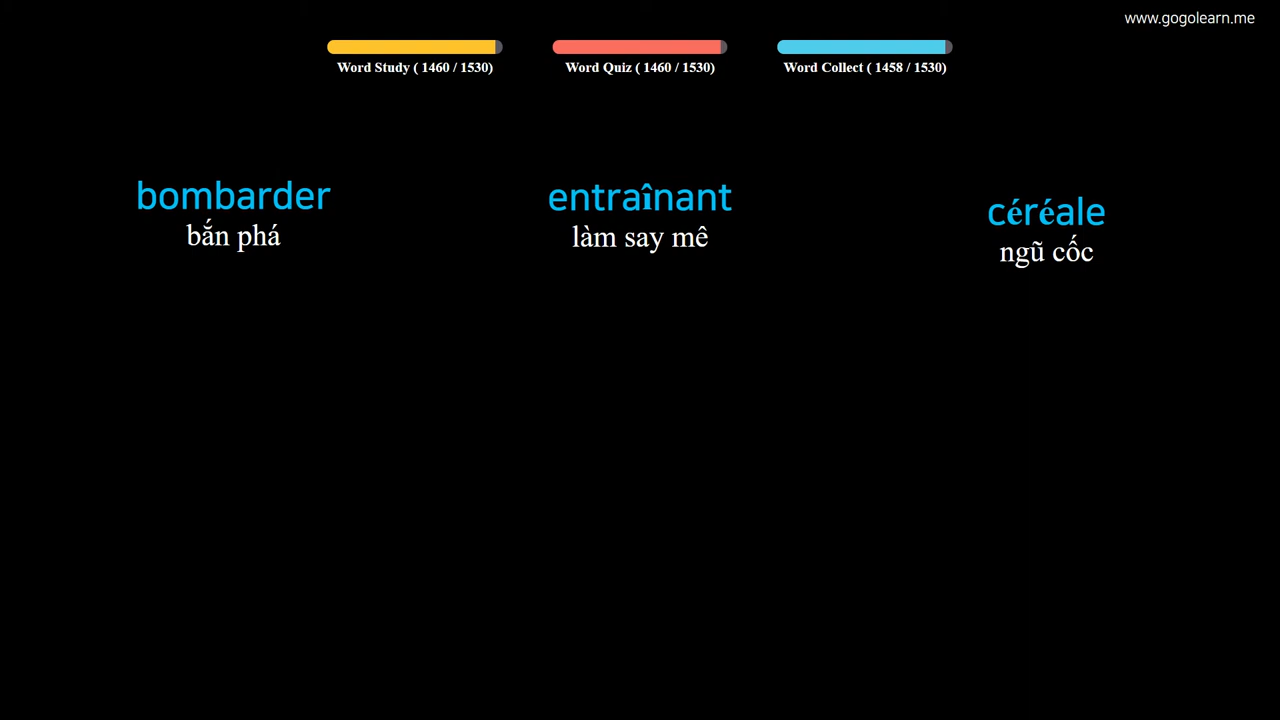 www.gogolearn.me
Word Study ( 1460 / 1530)
Word Quiz ( 1460 / 1530)
Word Collect ( 1458 / 1530)
bombarder
bắn phá
entraînant
làm say mê
céréale
ngũ cốc